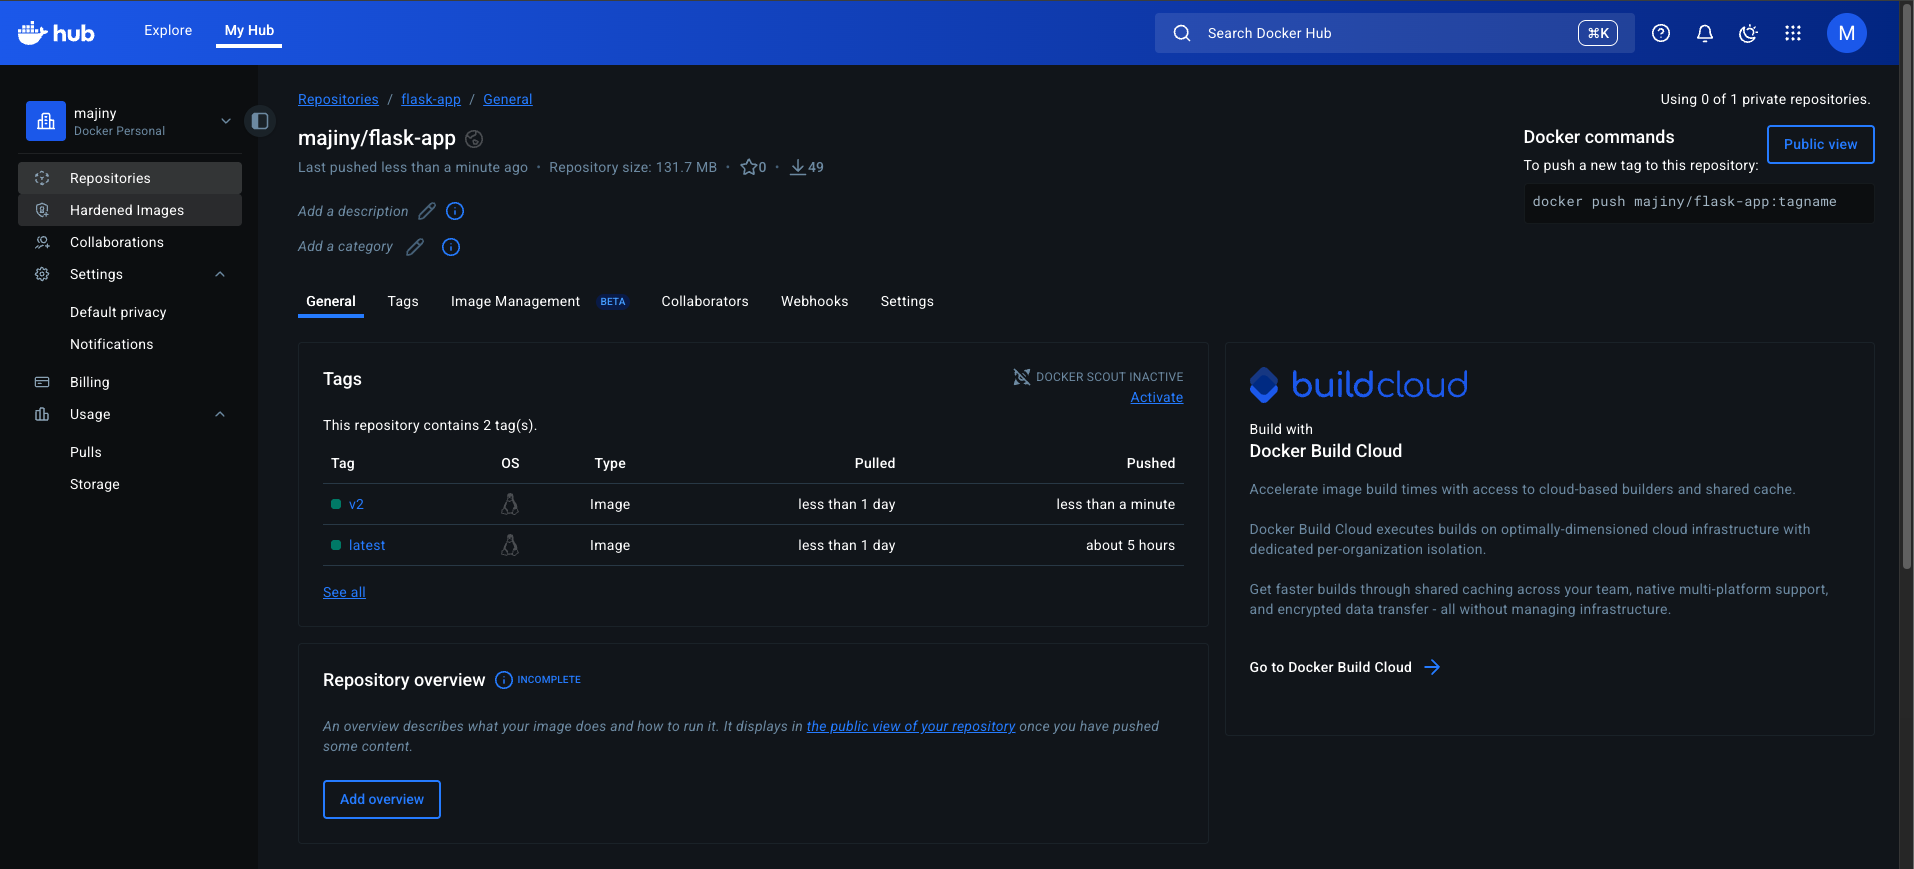 hub
Explore
My Hub
Search Docker Hub
⌘K
M
majiny
Docker Personal
Repositories
Hardened Images
Collaborations
Settings
Default privacy
Notifications
Billing
Usage
Pulls
Storage
Repositories / flask-app / General
Using 0 of 1 private repositories.
majiny/flask-app
Last pushed less than a minute ago · Repository size: 131.7 MB · 0 · 49
Add a description
Add a category
Docker commands
Public view
To push a new tag to this repository:
docker push majiny/flask-app:tagname
General
Tags
Image Management BETA
Collaborators
Webhooks
Settings
Tags
DOCKER SCOUT INACTIVE
Activate
This repository contains 2 tag(s).
Tag OS Type Pulled Pushed
v2 Image less than 1 day less than a minute
latest Image less than 1 day about 5 hours
See all
Repository overview INCOMPLETE
An overview describes what your image does and how to run it. It displays in the public view of your repository once you have pushed
some content.
Add overview
buildcloud
Build with
Docker Build Cloud
Accelerate image build times with access to cloud-based builders and shared cache.
Docker Build Cloud executes builds on optimally-dimensioned cloud infrastructure with
dedicated per-organization isolation.
Get faster builds through shared caching across your team, native multi-platform support,
and encrypted data transfer - all without managing infrastructure.
Go to Docker Build Cloud